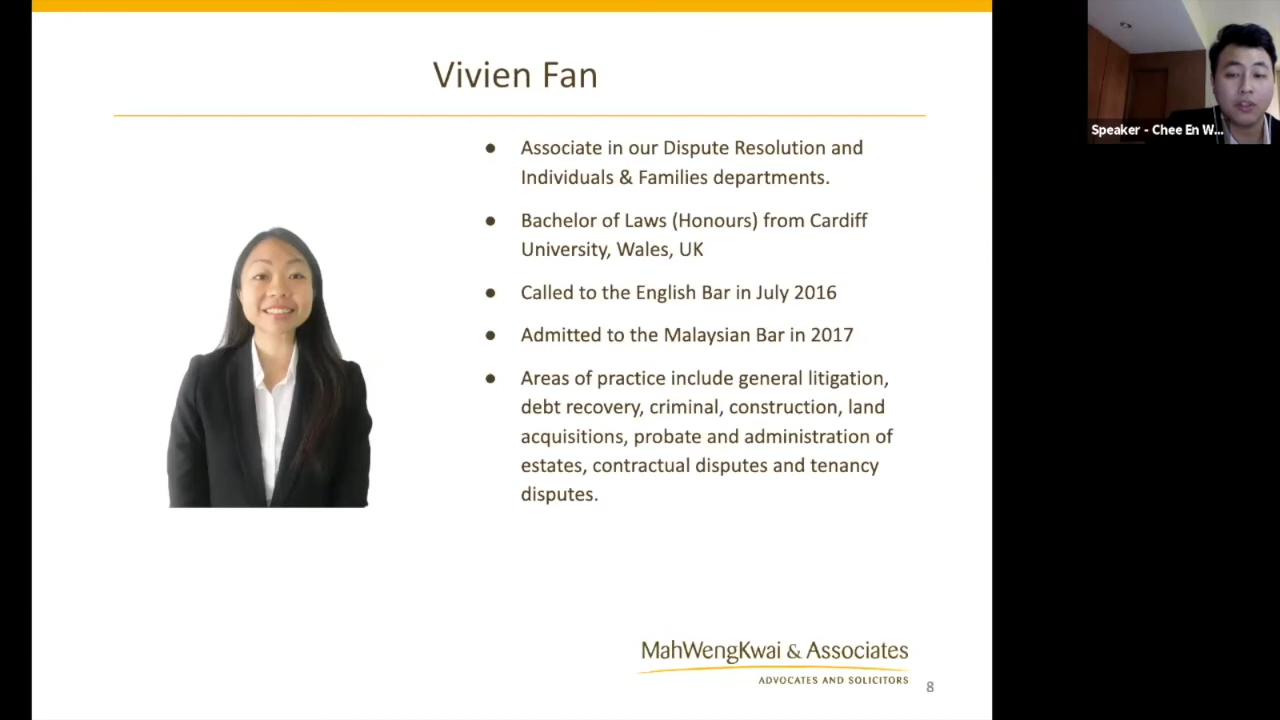 Vivien Fan
● Associate in our Dispute Resolution and
Individuals & Families departments.
● Bachelor of Laws (Honours) from Cardiff
University, Wales, UK
● Called to the English Bar in July 2016
● Admitted to the Malaysian Bar in 2017
● Areas of practice include general litigation,
debt recovery, criminal, construction, land
acquisitions, probate and administration of
estates, contractual disputes and tenancy
disputes.
MahWengKwai & Associates
ADVOCATES AND SOLICITORS
8
Speaker - Chee En W...